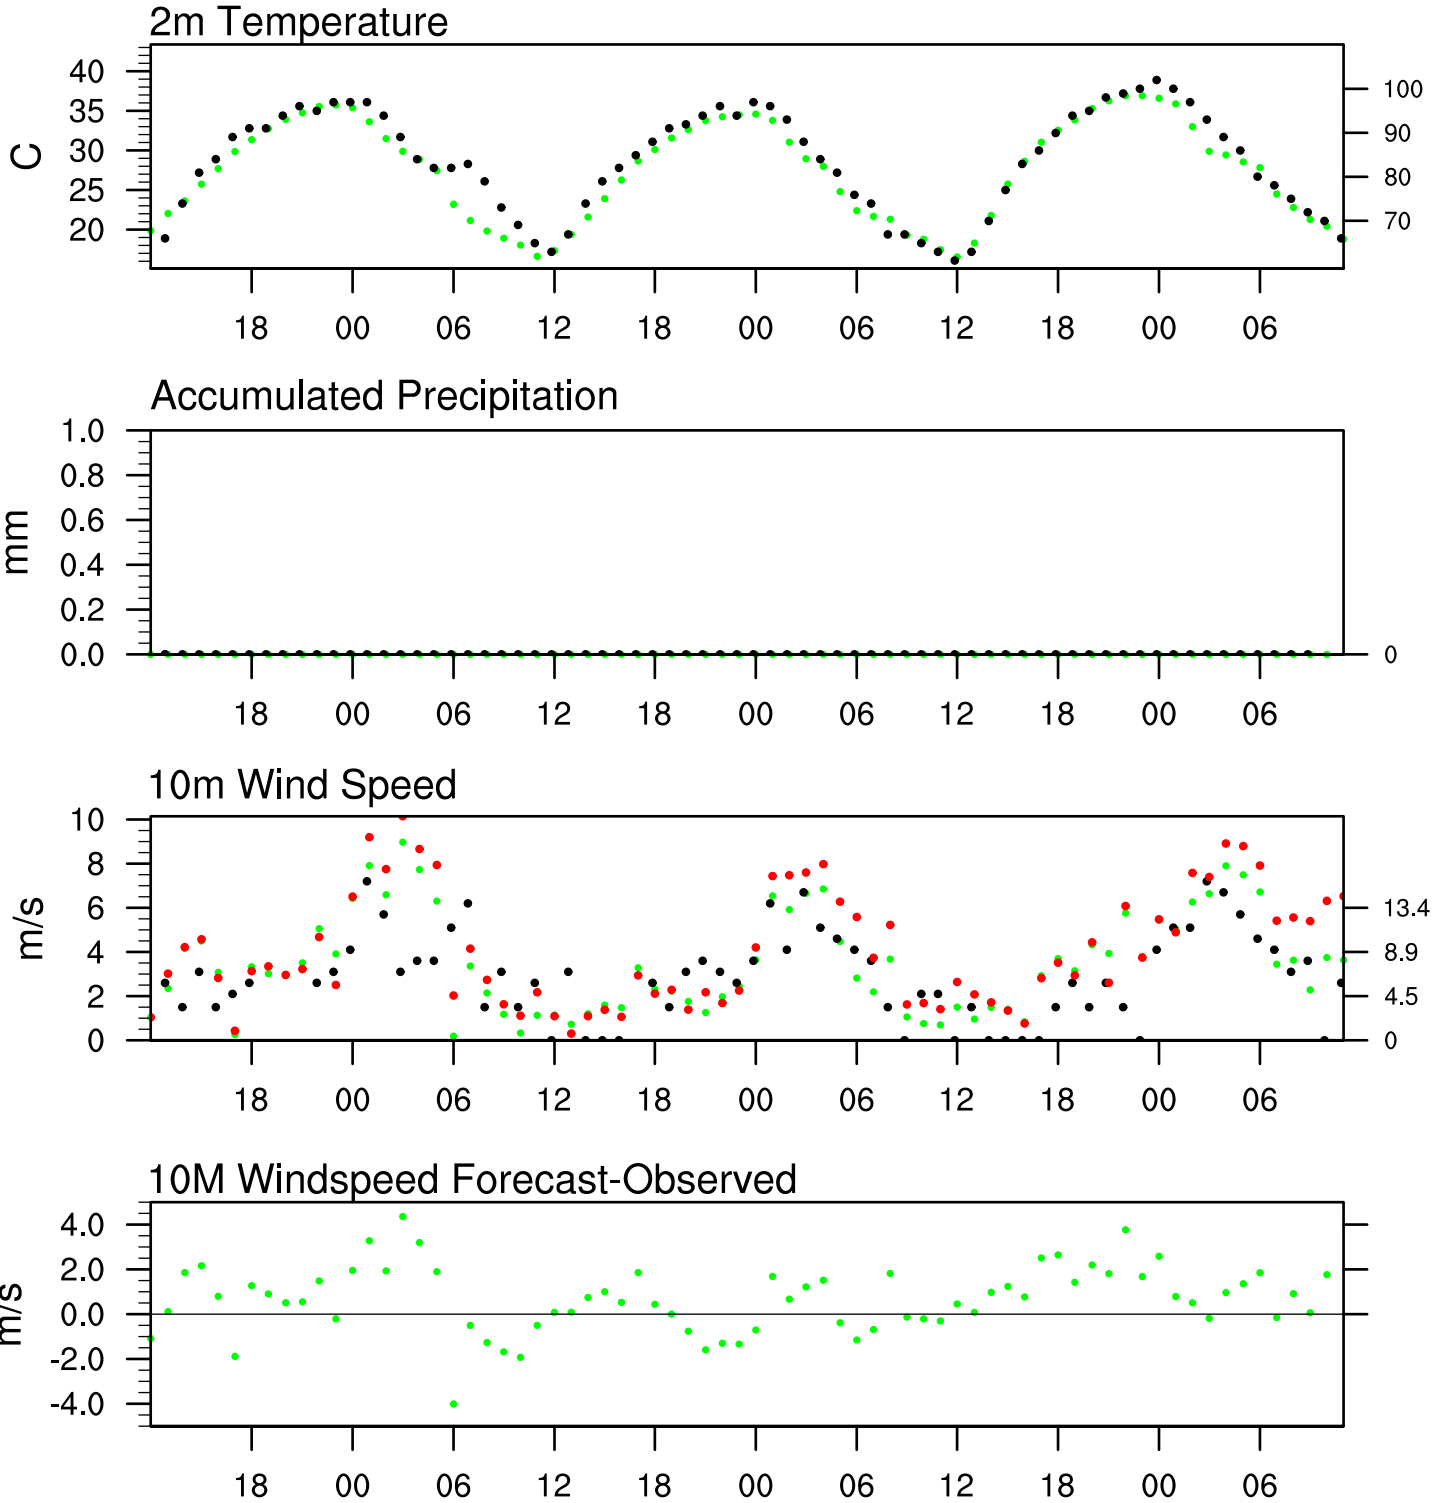 2m Temperature
40
35
30
25
20
C
100
90
80
70
18 00 06 12 18 00 06 12 18 00 06
Accumulated Precipitation
1.0
0.8
0.6
0.4
0.2
0.0
mm
0
18 00 06 12 18 00 06 12 18 00 06
10m Wind Speed
10
8
6
4
2
0
m/s
13.4
8.9
4.5
0
18 00 06 12 18 00 06 12 18 00 06
10M Windspeed Forecast-Observed
4.0
2.0
0.0
-2.0
-4.0
m/s
18 00 06 12 18 00 06 12 18 00 06